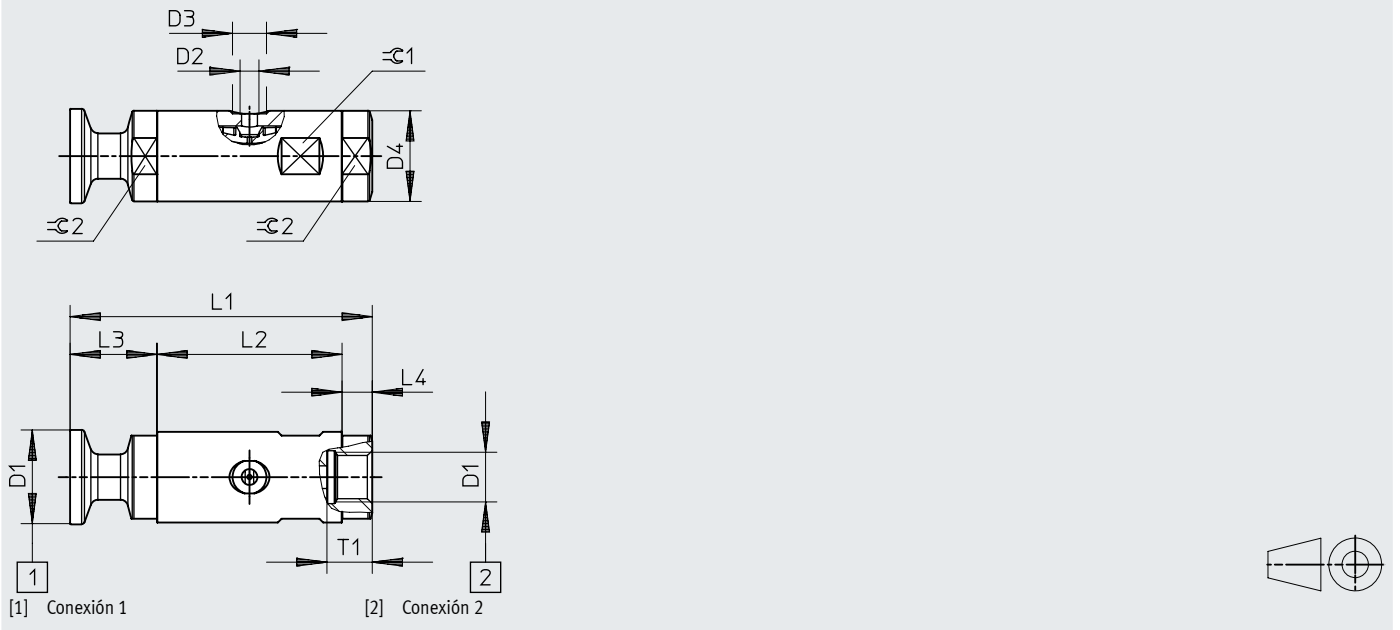 D3
D2
=©1
D4
=©2
=©2
L1
L3
L2
L4
D1
D1
T1
1
2
[1] Conexión 1
[2] Conexión 2